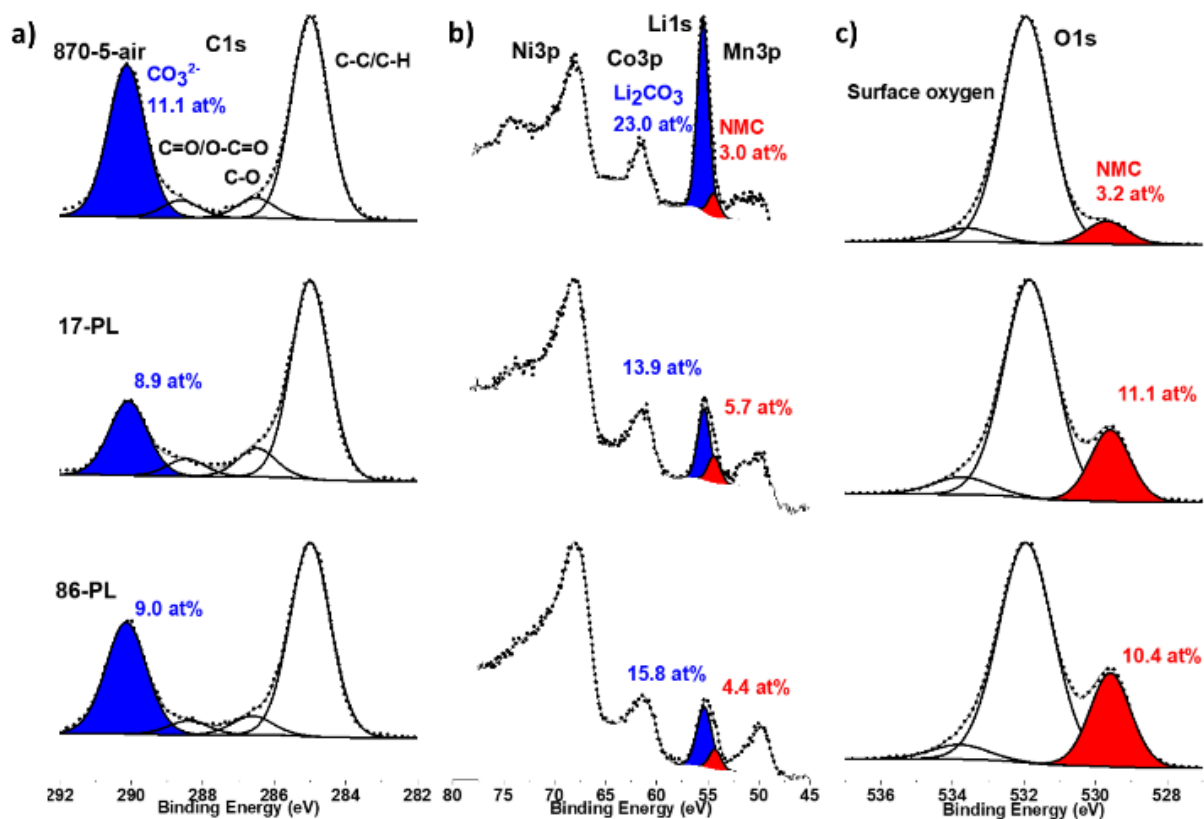 a)
870-5-air
C1s
CO₃²⁻
11.1 at%
C-C/C-H
C=O/O-C=O
C-O
17-PL
8.9 at%
86-PL
9.0 at%
292 290 288 286 284 282
Binding Energy (eV)
b)
Li1s
Ni3p
Co3p
Mn3p
Li₂CO₃
23.0 at%
NMC
3.0 at%
13.9 at%
5.7 at%
15.8 at%
4.4 at%
80 75 70 65 60 55 50 45
Binding Energy (eV)
c)
O1s
Surface oxygen
NMC
3.2 at%
11.1 at%
10.4 at%
536 534 532 530 528
Binding Energy (eV)